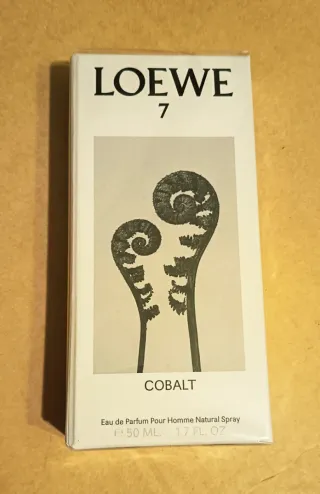 LOEWE
7
COBALT
Eau de Parfum Pour Homme Natural Spray
℮50 ML. 1.7 FL. OZ